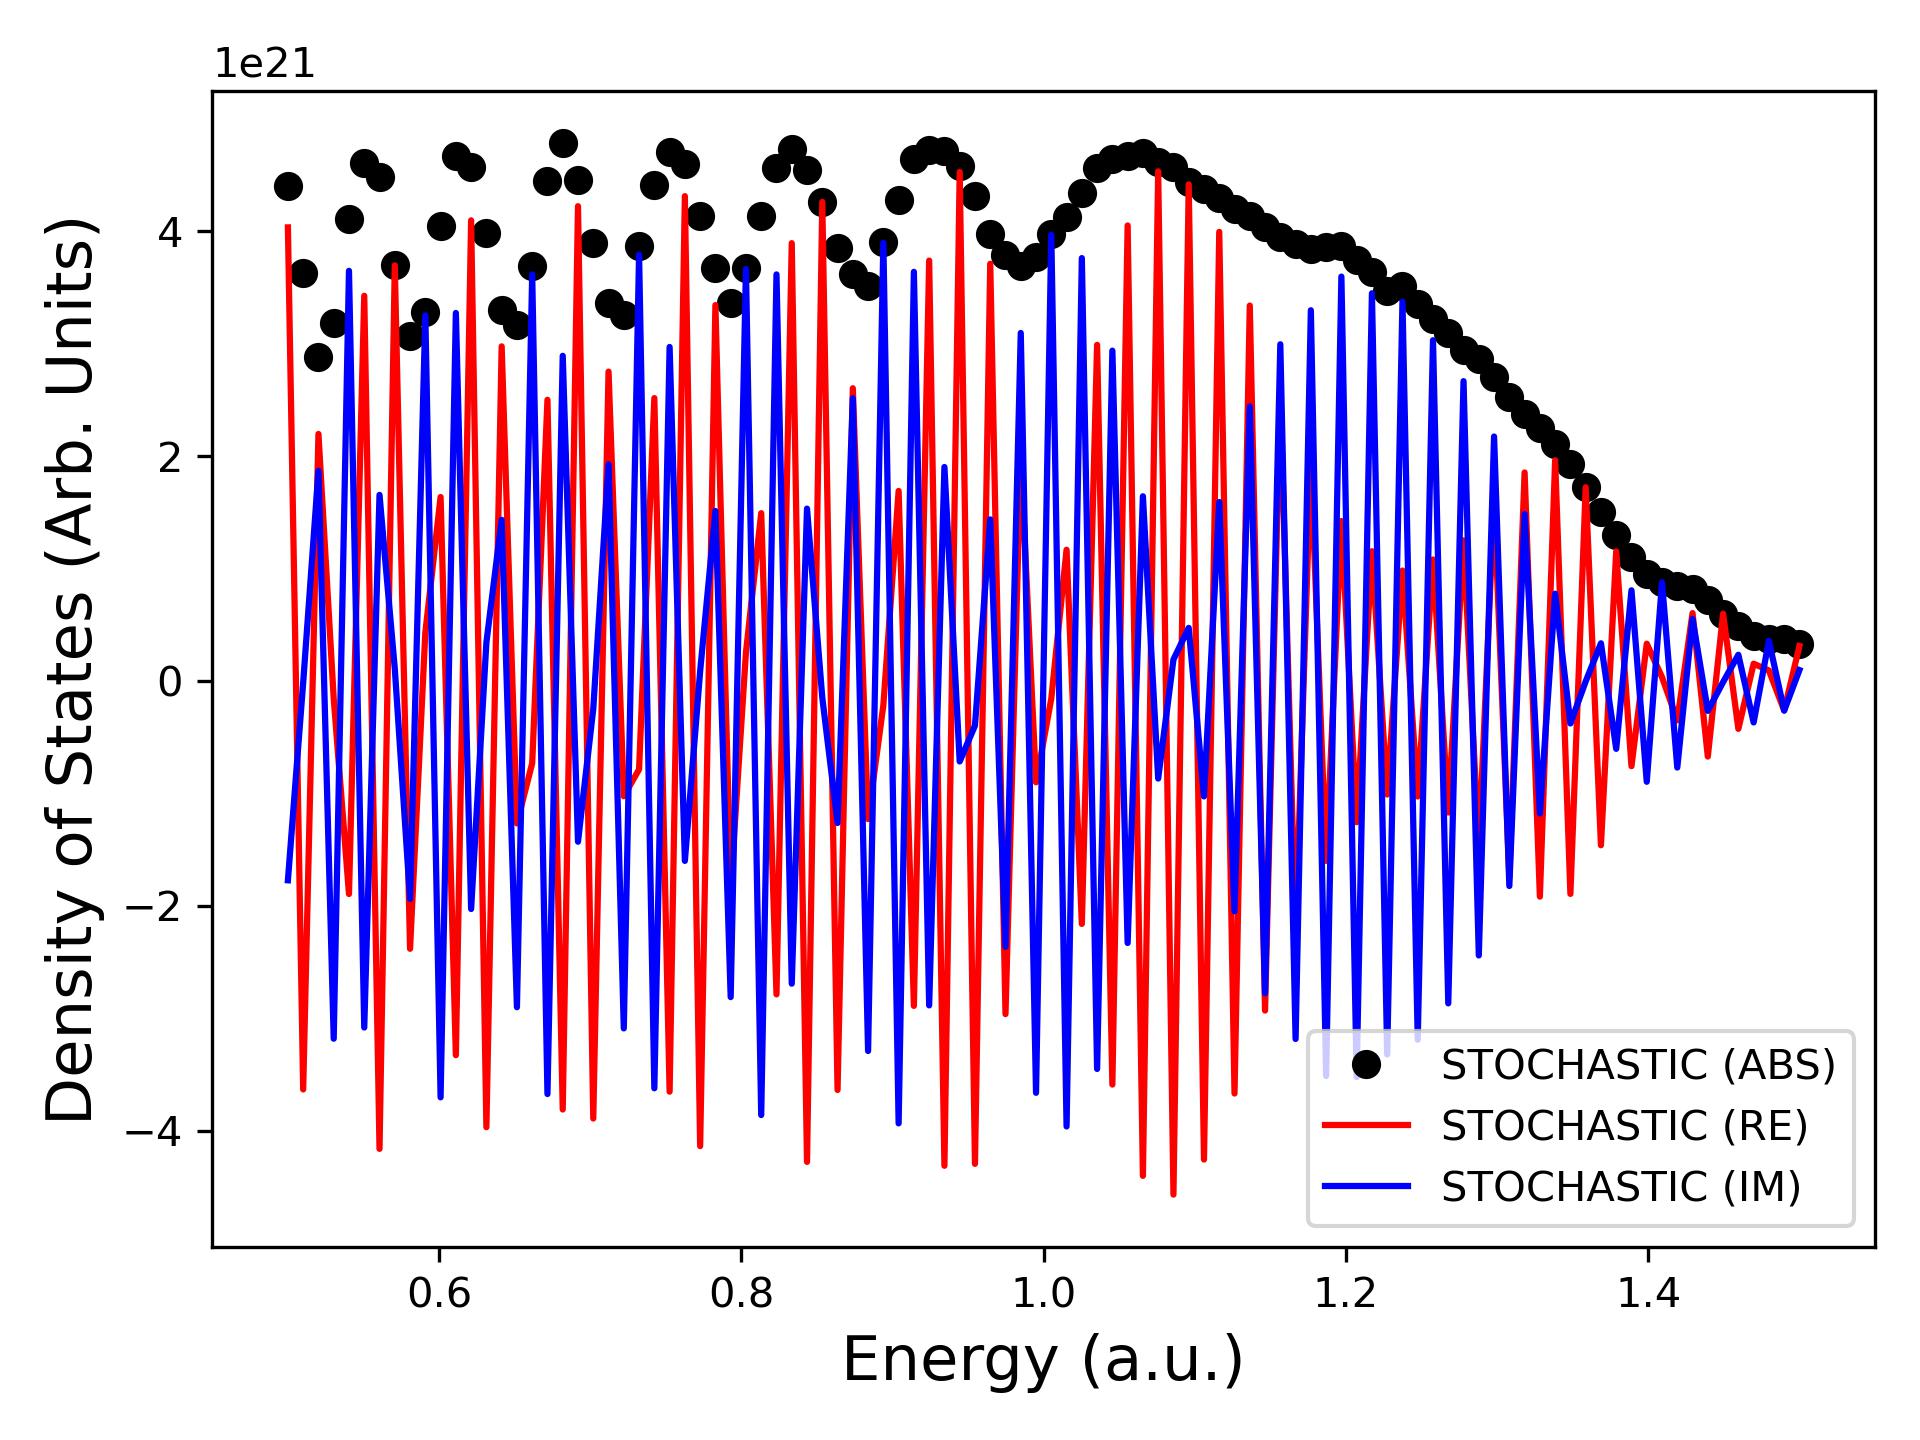 1e21
Density of States (Arb. Units)
4
2
0
−2
−4
STOCHASTIC (ABS)
STOCHASTIC (RE)
STOCHASTIC (IM)
0.6 0.8 1.0 1.2 1.4
Energy (a.u.)